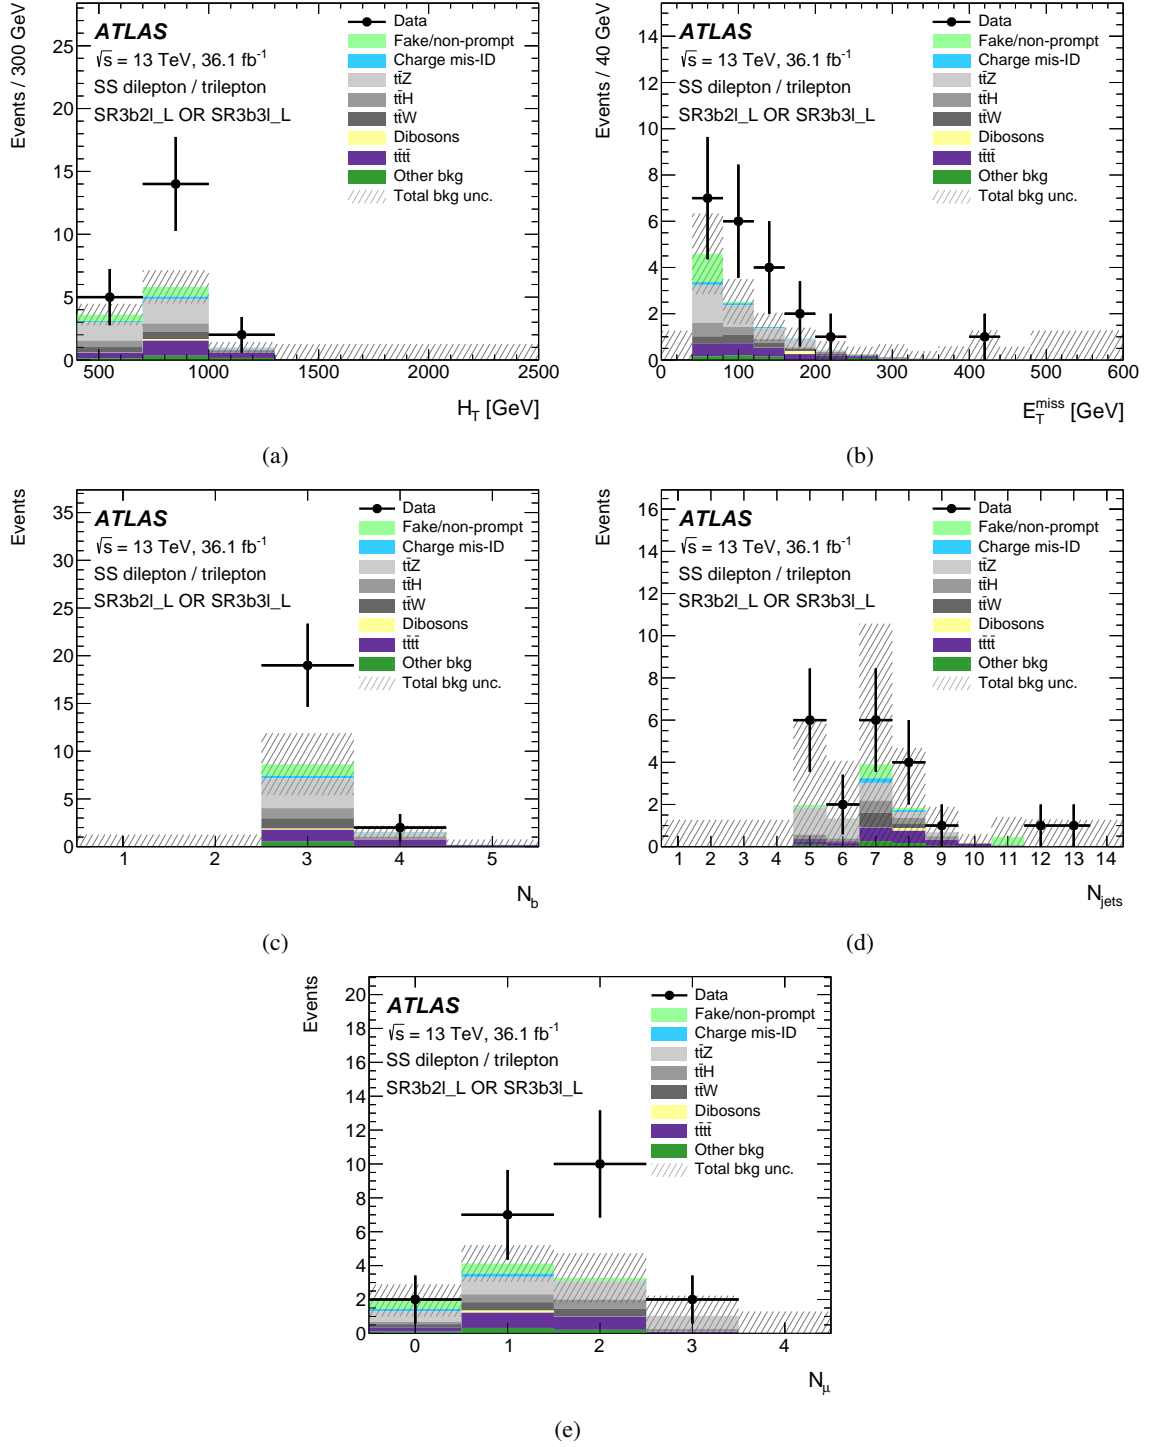 Events / 300 GeV
25
20
15
10
5
0
500
1000
1500
2000
2500
H_T [GeV]
ATLAS
√s = 13 TeV, 36.1 fb⁻¹
SS dilepton / trilepton
SR3b2l_L OR SR3b3l_L
Data
Fake/non-prompt
Charge mis-ID
tt̄Z
tt̄H
tt̄W
Dibosons
tt̄tt̄
Other bkg
Total bkg unc.
(a)
Events / 40 GeV
14
12
10
8
6
4
2
0
0
100
200
300
400
500
600
E_T^miss [GeV]
ATLAS
√s = 13 TeV, 36.1 fb⁻¹
SS dilepton / trilepton
SR3b2l_L OR SR3b3l_L
Data
Fake/non-prompt
Charge mis-ID
tt̄Z
tt̄H
tt̄W
Dibosons
tt̄tt̄
Other bkg
Total bkg unc.
(b)
Events
35
30
25
20
15
10
5
0
1
2
3
4
5
N_b
ATLAS
√s = 13 TeV, 36.1 fb⁻¹
SS dilepton / trilepton
SR3b2l_L OR SR3b3l_L
Data
Fake/non-prompt
Charge mis-ID
tt̄Z
tt̄H
tt̄W
Dibosons
tt̄tt̄
Other bkg
Total bkg unc.
(c)
Events
16
14
12
10
8
6
4
2
0
1
2
3
4
5
6
7
8
9
10
11
12
13
14
N_jets
ATLAS
√s = 13 TeV, 36.1 fb⁻¹
SS dilepton / trilepton
SR3b2l_L OR SR3b3l_L
Data
Fake/non-prompt
Charge mis-ID
tt̄Z
tt̄H
tt̄W
Dibosons
tt̄tt̄
Other bkg
Total bkg unc.
(d)
Events
20
18
16
14
12
10
8
6
4
2
0
0
1
2
3
4
N_μ
ATLAS
√s = 13 TeV, 36.1 fb⁻¹
SS dilepton / trilepton
SR3b2l_L OR SR3b3l_L
Data
Fake/non-prompt
Charge mis-ID
tt̄Z
tt̄H
tt̄W
Dibosons
tt̄tt̄
Other bkg
Total bkg unc.
(e)